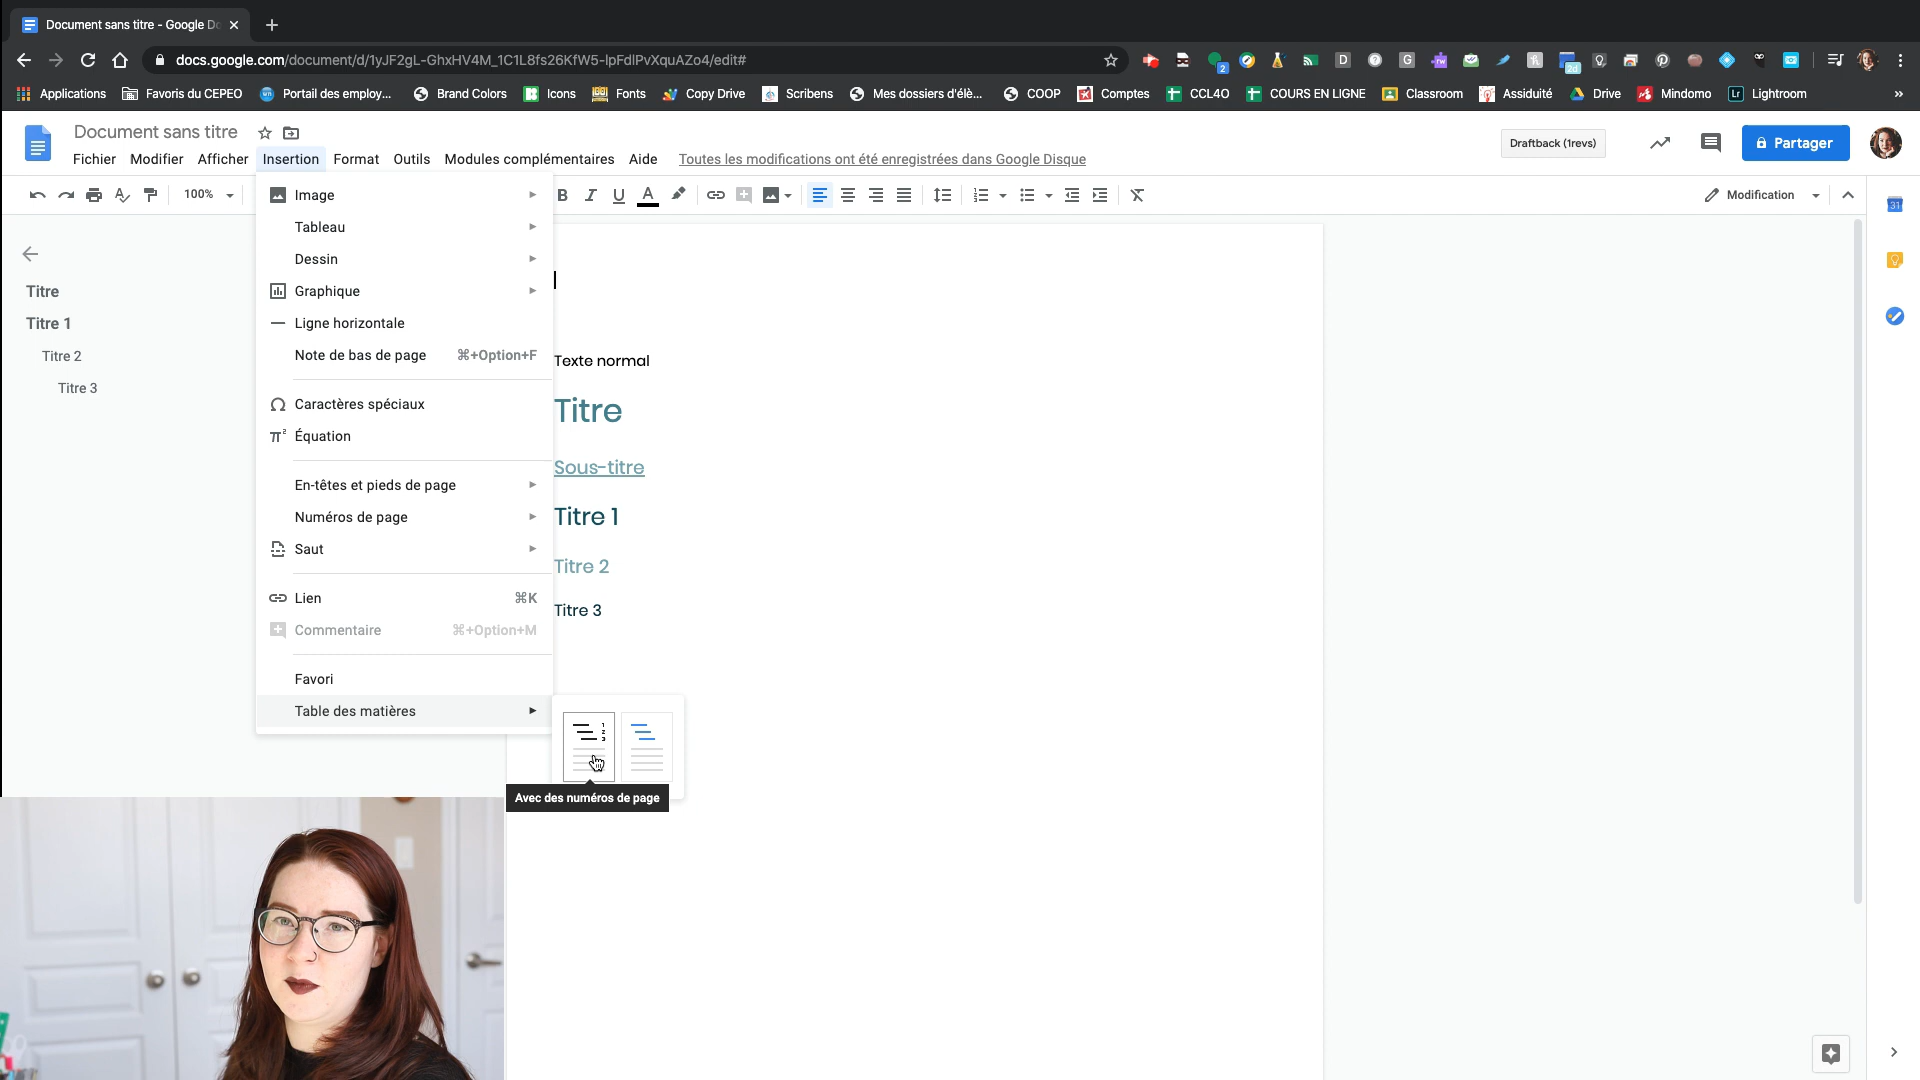 Document sans titre - Google Do
docs.google.com/document/d/1yJF2gL-GhxHV4M_1C1L8fs26KfW5-lpFdlPvXquAZo4/edit#
Applications
Favoris du CEPEO
Portail des employ...
Brand Colors
Icons
Fonts
Copy Drive
Scribens
Mes dossiers d'élè...
COOP
Comptes
CCL4O
COURS EN LIGNE
Classroom
Assiduité
Drive
Mindomo
Lightroom
Document sans titre
Draftback (1revs)
Partager
Fichier Modifier Afficher Insertion Format Outils Modules complémentaires Aide Toutes les modifications ont été enregistrées dans Google Disque
100%
Modification
Titre
Titre 1
Titre 2
Titre 3
Image
Tableau
Dessin
Graphique
Ligne horizontale
Note de bas de page ⌘+Option+F
Caractères spéciaux
Équation
En-têtes et pieds de page
Numéros de page
Saut
Lien ⌘K
Commentaire ⌘+Option+M
Favori
Table des matières
Avec des numéros de page
Texte normal
Titre
Sous-titre
Titre 1
Titre 2
Titre 3